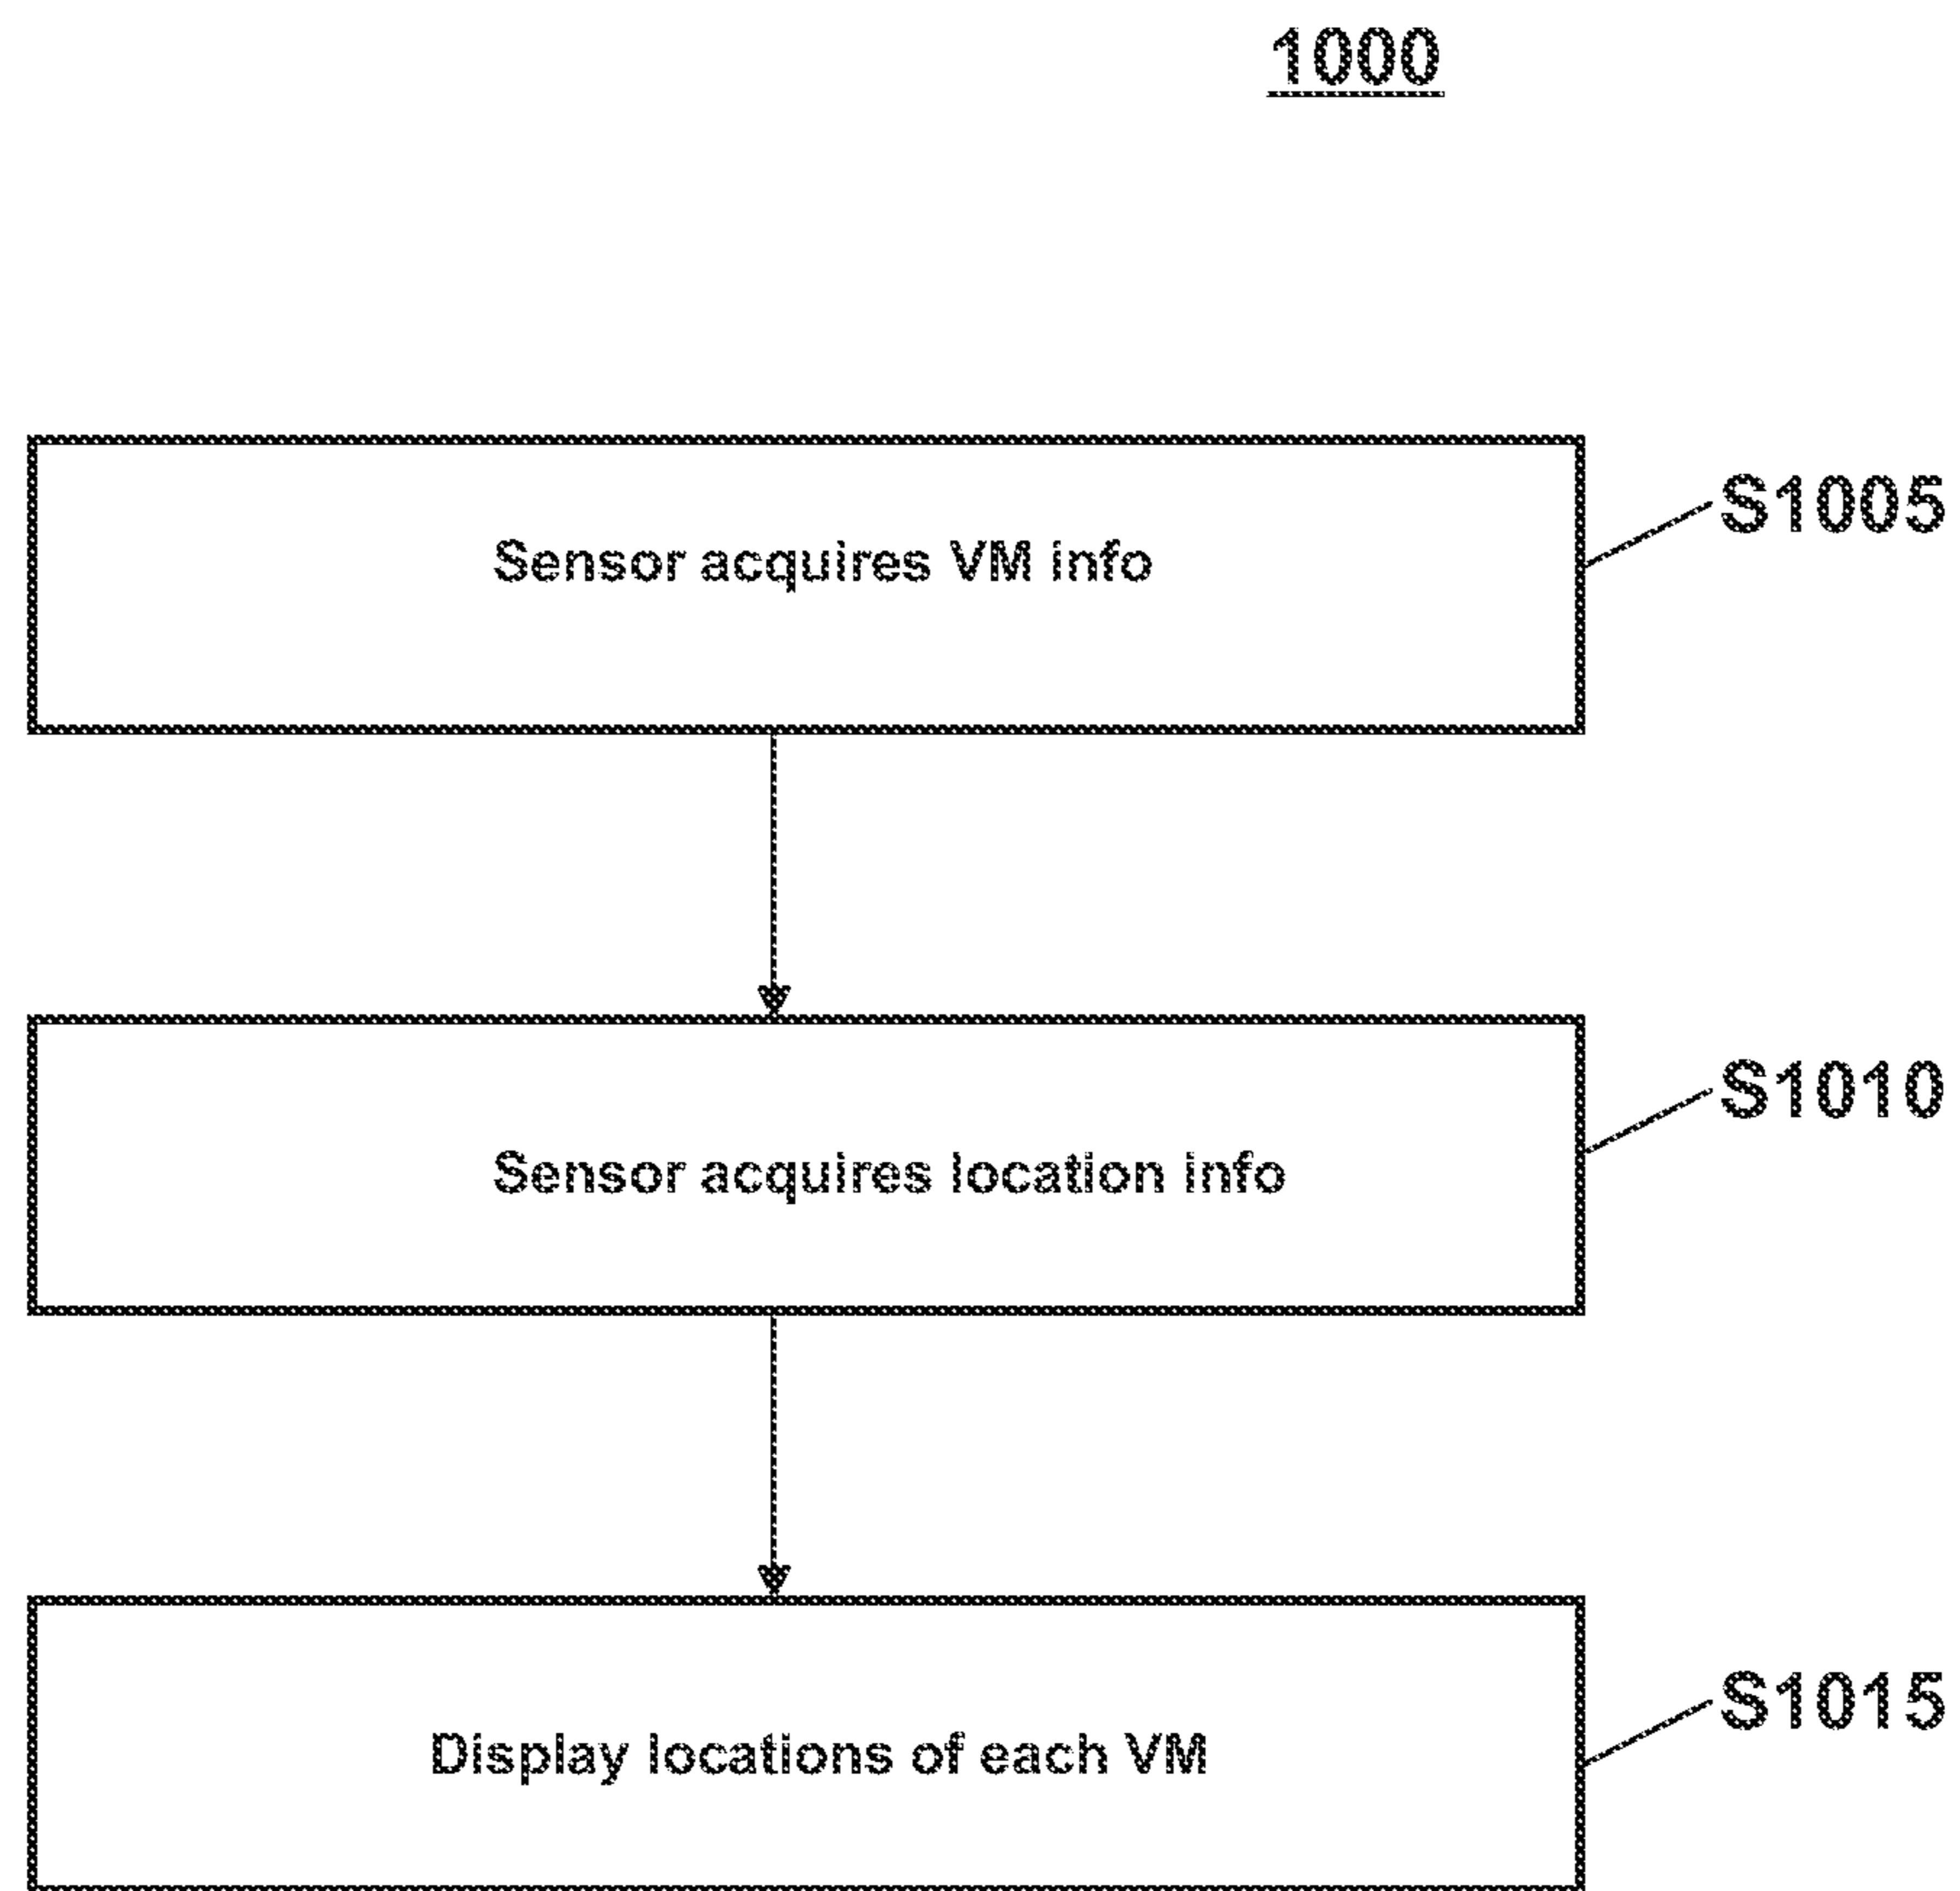 1000
Sensor acquires VM info
S1005
Sensor acquires location info
S1010
Display locations of each VM
S1015